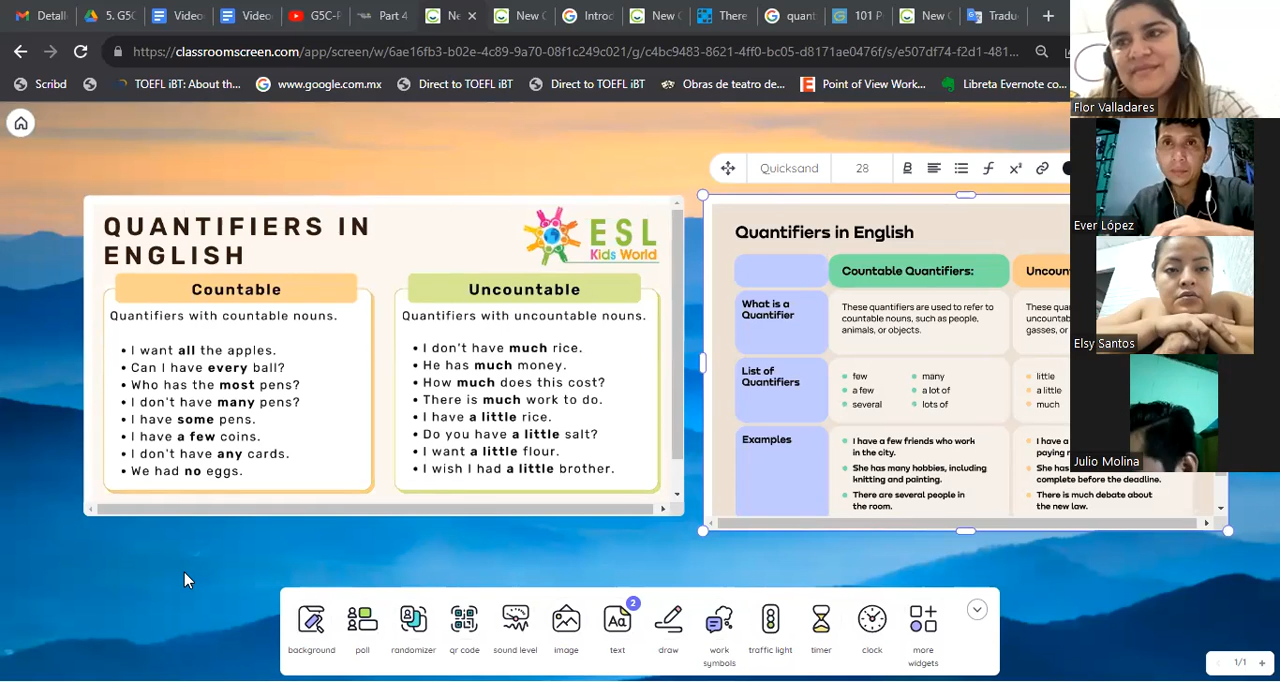 Detall
5. G5C
Video
Video
G5C-P
Part 4
Ne
New C
Introd
New C
There
quant
101 P
New C
Tradu
https://classroomscreen.com/app/screen/w/6ae16fb3-b02e-4c89-9a70-08f1c249c021/g/c4bc9483-8621-4ff0-bc05-d8171ae0476f/s/e507df74-f2d1-481...
Scribd
TOEFL iBT: About th...
www.google.com.mx
Direct to TOEFL iBT
Direct to TOEFL iBT
Obras de teatro de...
Point of View Work...
Libreta Evernote co...
Quicksand
28
QUANTIFIERS IN
ENGLISH
ESL
Kids World
Countable
Quantifiers with countable nouns.
• I want all the apples.
• Can I have every ball?
• Who has the most pens?
• I don't have many pens?
• I have some pens.
• I have a few coins.
• I don't have any cards.
• We had no eggs.
Uncountable
Quantifiers with uncountable nouns.
• I don't have much rice.
• He has much money.
• How much does this cost?
• There is much work to do.
• I have a little rice.
• Do you have a little salt?
• I want a little flour.
• I wish I had a little brother.
Quantifiers in English
Countable Quantifiers:
Uncount
What is a
Quantifier
These quantifiers are used to refer to
countable nouns, such as people,
animals, or objects.
These qua
uncountab
gasses, or
List of
Quantifiers
few
a few
several
many
a lot of
lots of
little
a little
much
Examples
I have a few friends who work
in the city.
She has many hobbies, including
knitting and painting.
There are several people in
the room.
I have a
paying
She has
complete before the deadline.
There is much debate about
the new law.
Flor Valladares
Ever López
Elsy Santos
Julio Molina
background
poll
randomizer
qr code
sound level
image
Aa
2
text
draw
work
symbols
traffic light
timer
clock
more
widgets
1/1